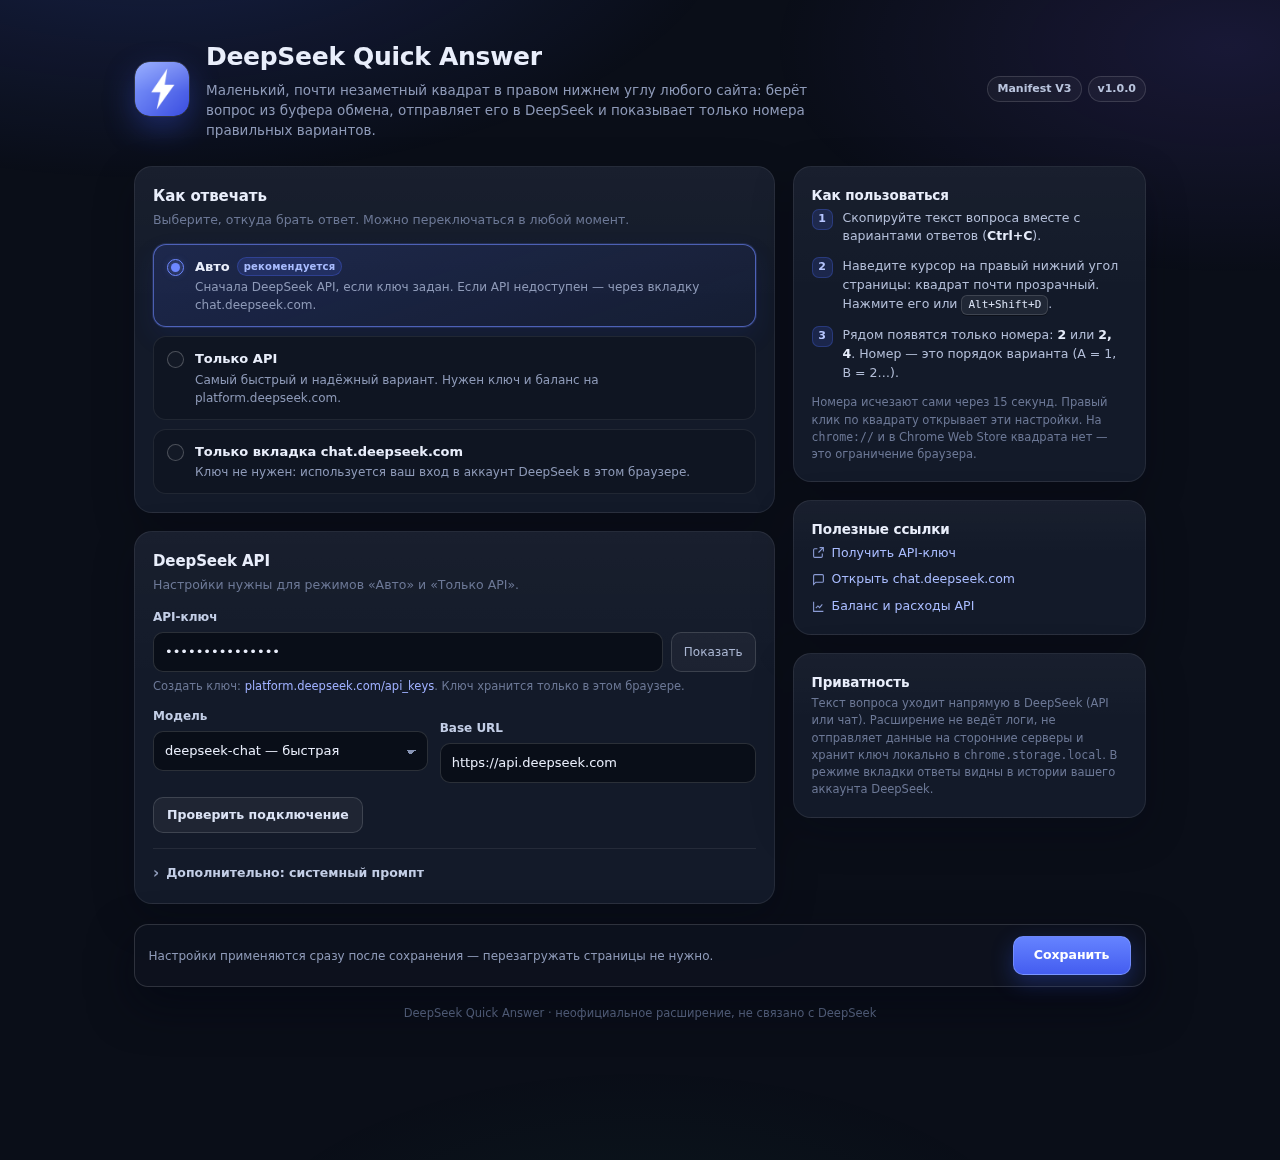 DeepSeek Quick Answer
Маленький, почти незаметный квадрат в правом нижнем углу любого сайта: берёт
вопрос из буфера обмена, отправляет его в DeepSeek и показывает только номера
правильных вариантов.
Manifest V3
v1.0.0
Как отвечать
Выберите, откуда брать ответ. Можно переключаться в любой момент.
Авто рекомендуется
Сначала DeepSeek API, если ключ задан. Если API недоступен — через вкладку
chat.deepseek.com.
Только API
Самый быстрый и надёжный вариант. Нужен ключ и баланс на
platform.deepseek.com.
Только вкладка chat.deepseek.com
Ключ не нужен: используется ваш вход в аккаунт DeepSeek в этом браузере.
DeepSeek API
Настройки нужны для режимов «Авто» и «Только API».
API-ключ
•••••••••••••••
Показать
Создать ключ: platform.deepseek.com/api_keys. Ключ хранится только в этом браузере.
Модель
deepseek-chat — быстрая
Base URL
https://api.deepseek.com
Проверить подключение
› Дополнительно: системный промпт
Как пользоваться
1 Скопируйте текст вопроса вместе с
вариантами ответов (Ctrl+C).
2 Наведите курсор на правый нижний угол
страницы: квадрат почти прозрачный.
Нажмите его или Alt+Shift+D.
3 Рядом появятся только номера: 2 или 2,
4. Номер — это порядок варианта (A = 1,
B = 2…).
Номера исчезают сами через 15 секунд. Правый
клик по квадрату открывает эти настройки. На
chrome:// и в Chrome Web Store квадрата нет —
это ограничение браузера.
Полезные ссылки
Получить API-ключ
Открыть chat.deepseek.com
Баланс и расходы API
Приватность
Текст вопроса уходит напрямую в DeepSeek (API
или чат). Расширение не ведёт логи, не
отправляет данные на сторонние серверы и
хранит ключ локально в chrome.storage.local. В
режиме вкладки ответы видны в истории вашего
аккаунта DeepSeek.
Настройки применяются сразу после сохранения — перезагружать страницы не нужно.
Сохранить
DeepSeek Quick Answer · неофициальное расширение, не связано с DeepSeek